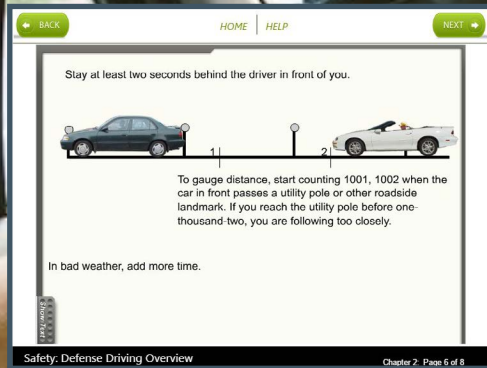 BACK
HOME HELP
NEXT
Stay at least two seconds behind the driver in front of you.
1 2
To gauge distance, start counting 1001, 1002 when the
car in front passes a utility pole or other roadside
landmark. If you reach the utility pole before one-
thousand-two, you are following too closely.
In bad weather, add more time.
Show Text
Safety: Defense Driving Overview
Chapter 2: Page 6 of 8